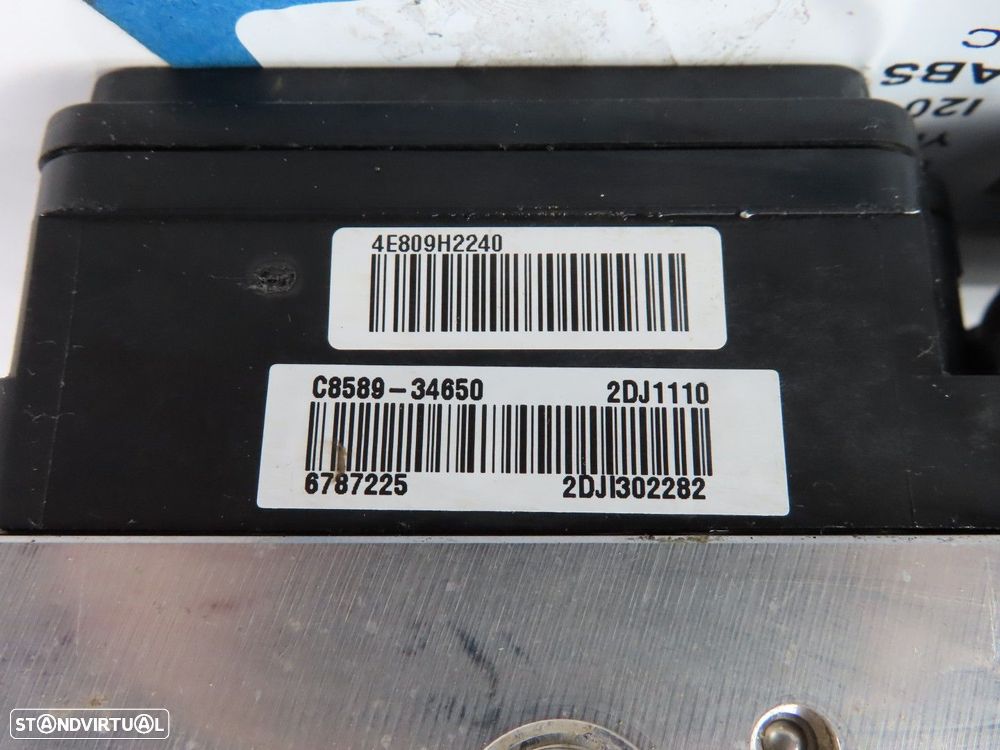 C
ABS
I20
4E809H2240
C8589-34650 2DJ1110
6787225 2DJI302282
STANDVIRTUAL